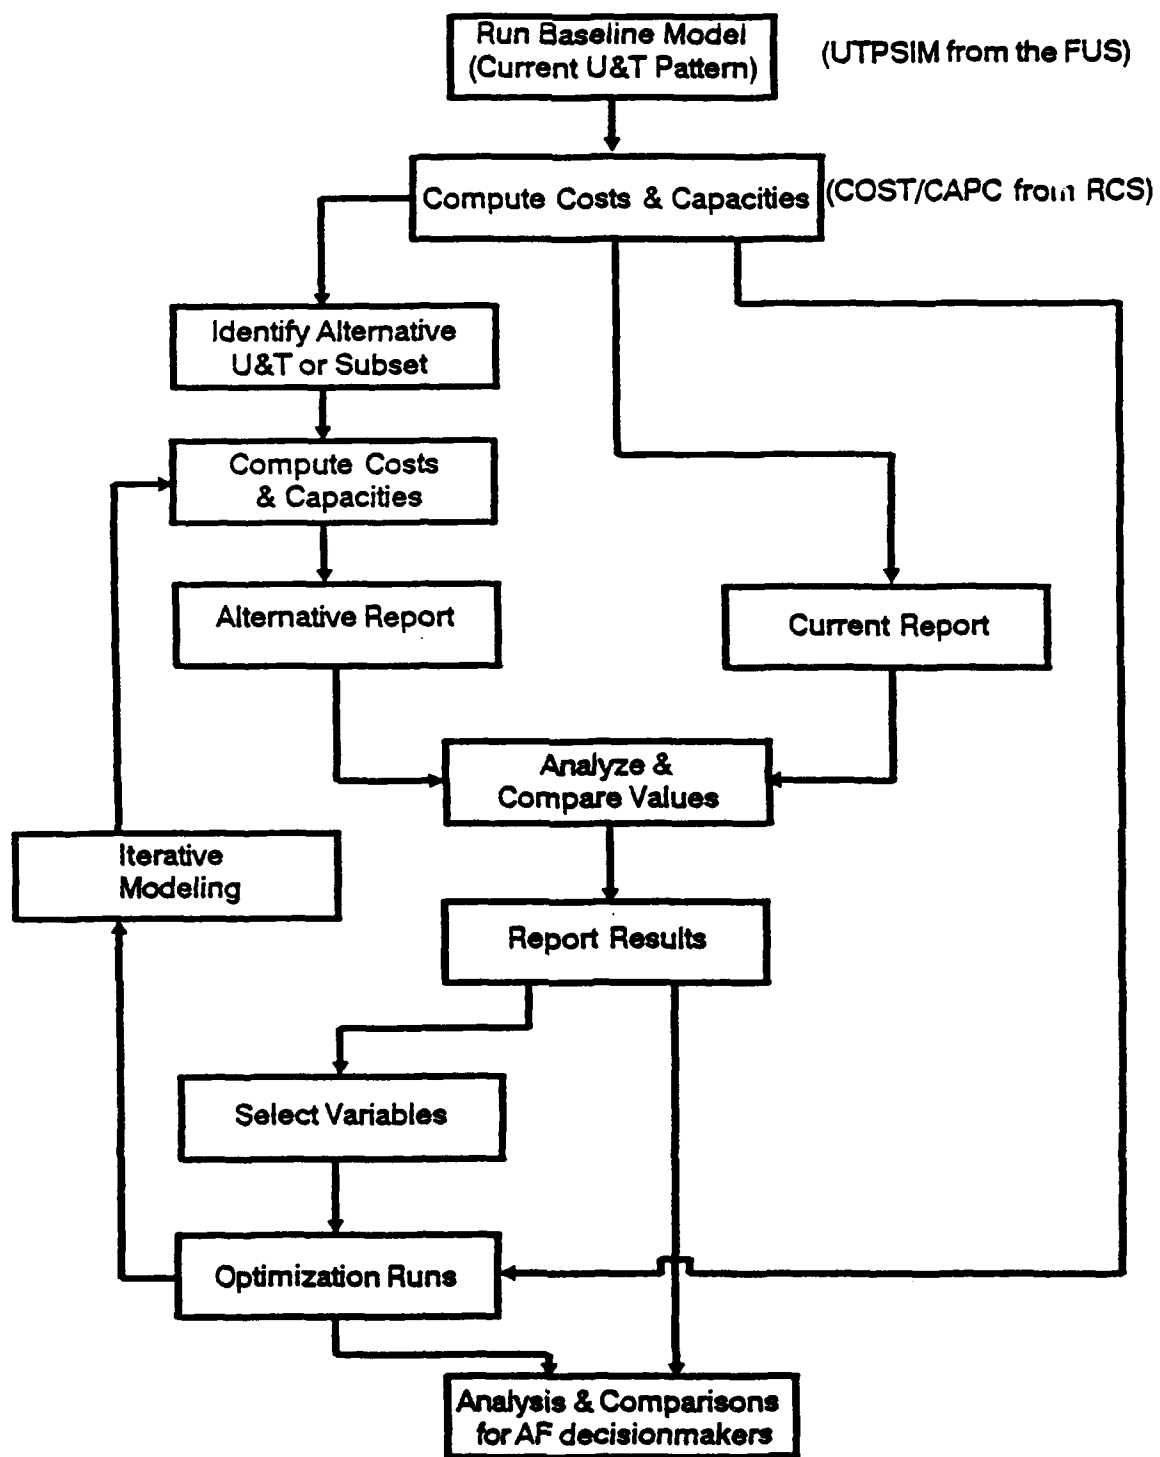 Run Baseline Model
(Current U&T Pattern)
(UTPSIM from the FUS)
Compute Costs & Capacities
(COST/CAPC from RCS)
Identify Alternative
U&T or Subset
Compute Costs
& Capacities
Alternative Report
Current Report
Analyze &
Compare Values
Iterative
Modeling
Report Results
Select Variables
Optimization Runs
Analysis & Comparisons
for AF decisionmakers